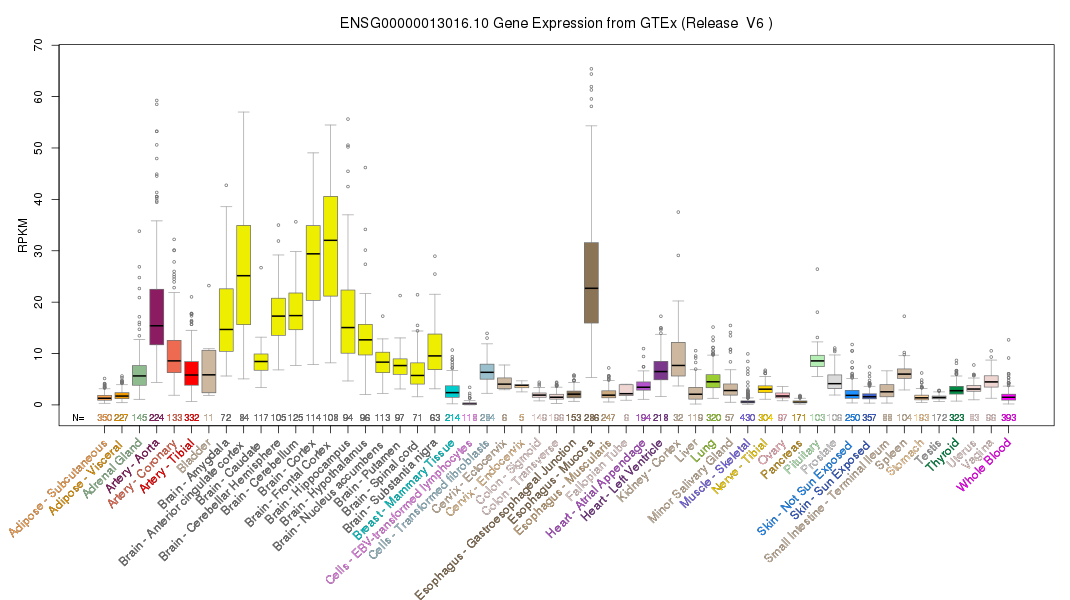 ENSG00000013016.10 Gene Expression from GTEx (Release V6 )
70
60
50
40
30
20
10
0
RPKM
N= 350 227 145 224 133 332 11 72 84 117 105 125 114 108 94 96 113 97 71 63 214 118 284 6 5 149 196 153 286 247 6 194 218 32 119 320 57 430 304 97 171 103 106 250 357 88 104 193 172 323 83 96 393
Adipose - Subcutaneous
Adipose - Visceral
Adrenal Gland
Artery - Aorta
Artery - Coronary
Artery - Tibial
Bladder
Brain - Amygdala
Brain - Anterior cingulate cortex
Brain - Caudate
Brain - Cerebellar Hemisphere
Brain - Cerebellum
Brain - Cortex
Brain - Frontal Cortex
Brain - Hippocampus
Brain - Hypothalamus
Brain - Nucleus accumbens
Brain - Putamen
Brain - Spinal cord
Brain - Substantia nigra
Breast - Mammary Tissue
Cells - EBV-transformed lymphocytes
Cells - Transformed fibroblasts
Cervix - Ectocervix
Cervix - Endocervix
Colon - Sigmoid
Colon - Transverse
Esophagus - Gastroesophageal Junction
Esophagus - Mucosa
Esophagus - Muscularis
Fallopian Tube
Heart - Atrial Appendage
Heart - Left Ventricle
Kidney - Cortex
Liver
Lung
Minor Salivary Gland
Muscle - Skeletal
Nerve - Tibial
Ovary
Pancreas
Pituitary
Prostate
Skin - Not Sun Exposed
Skin - Sun Exposed
Small Intestine - Terminal Ileum
Spleen
Stomach
Testis
Thyroid
Uterus
Vagina
Whole Blood